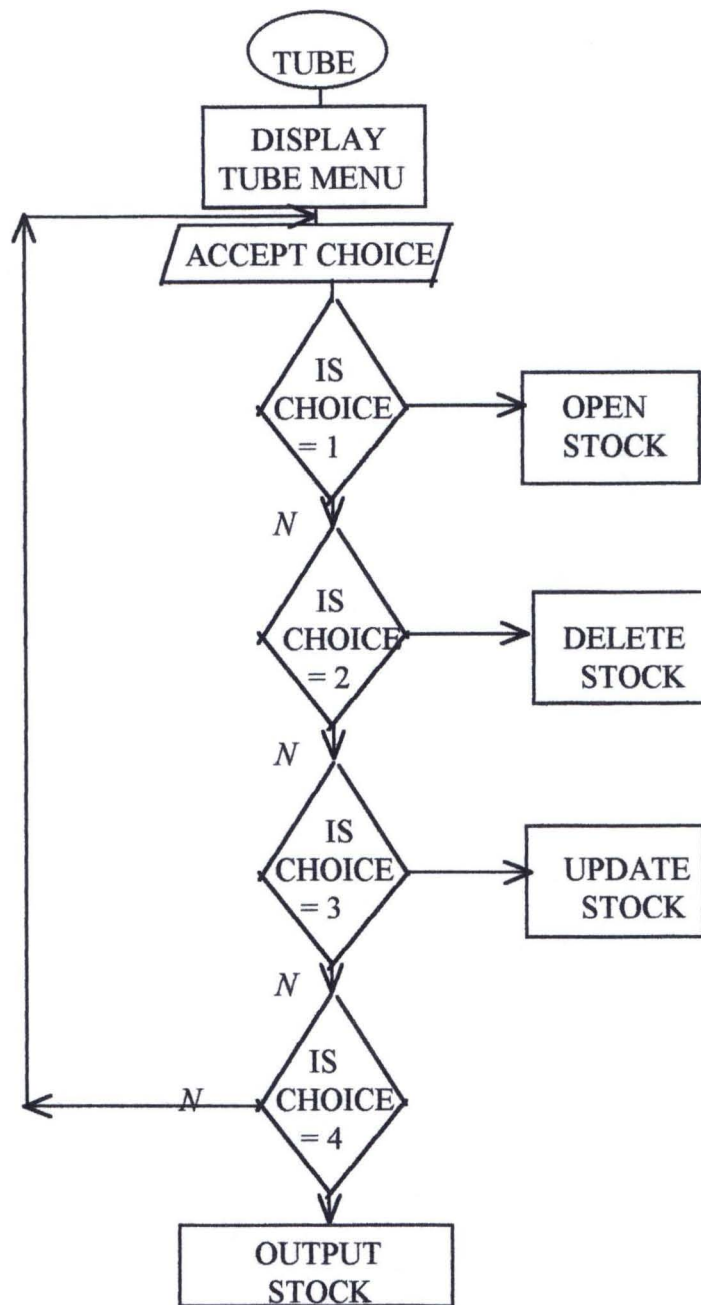 TUBE
DISPLAY
TUBE MENU
ACCEPT CHOICE
IS
CHOICE
= 1
OPEN
STOCK
N
IS
CHOICE
= 2
DELETE
STOCK
N
IS
CHOICE
= 3
UPDATE
STOCK
N
IS
CHOICE
= 4
N
OUTPUT
STOCK